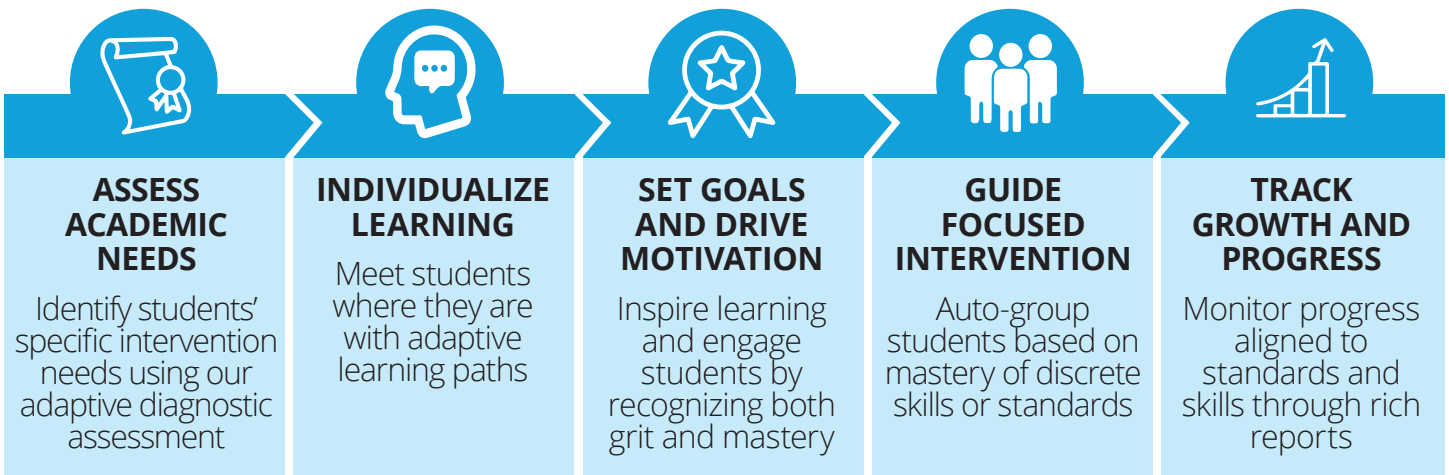 ASSESS
ACADEMIC
NEEDS
Identify students’
specific intervention
needs using our
adaptive diagnostic
assessment
INDIVIDUALIZE
LEARNING
Meet students
where they are
with adaptive
learning paths
SET GOALS
AND DRIVE
MOTIVATION
Inspire learning
and engage
students by
recognizing both
grit and mastery
GUIDE
FOCUSED
INTERVENTION
Auto-group
students based on
mastery of discrete
skills or standards
TRACK
GROWTH AND
PROGRESS
Monitor progress
aligned to
standards and
skills through rich
reports